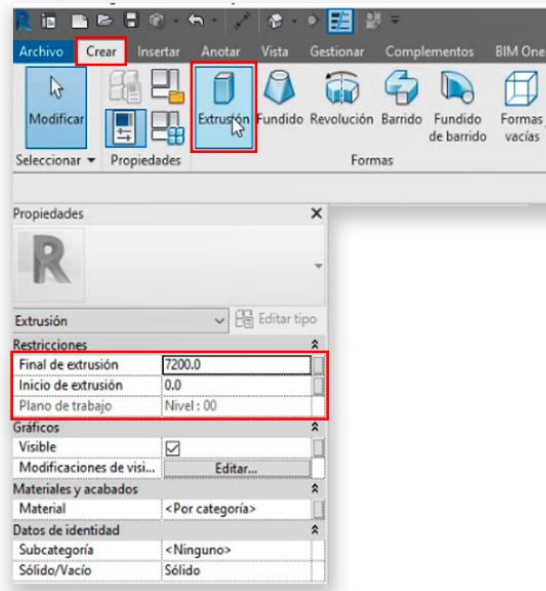 Archivo Crear Insertar Anotar Vista Gestionar Complementos BIM One
Modificar Extrusión Fundido Revolución Barrido Fundido de barrido Formas vacías
Seleccionar Propiedades Formas
Propiedades
R
Extrusión Editar tipo
Restricciones
Final de extrusión 7200.0
Inicio de extrusión 0.0
Plano de trabajo Nivel : 00
Gráficos
Visible
Modificaciones de visi... Editar...
Materiales y acabados
Material <Por categoría>
Datos de identidad
Subcategoría <Ninguno>
Sólido/Vacío Sólido